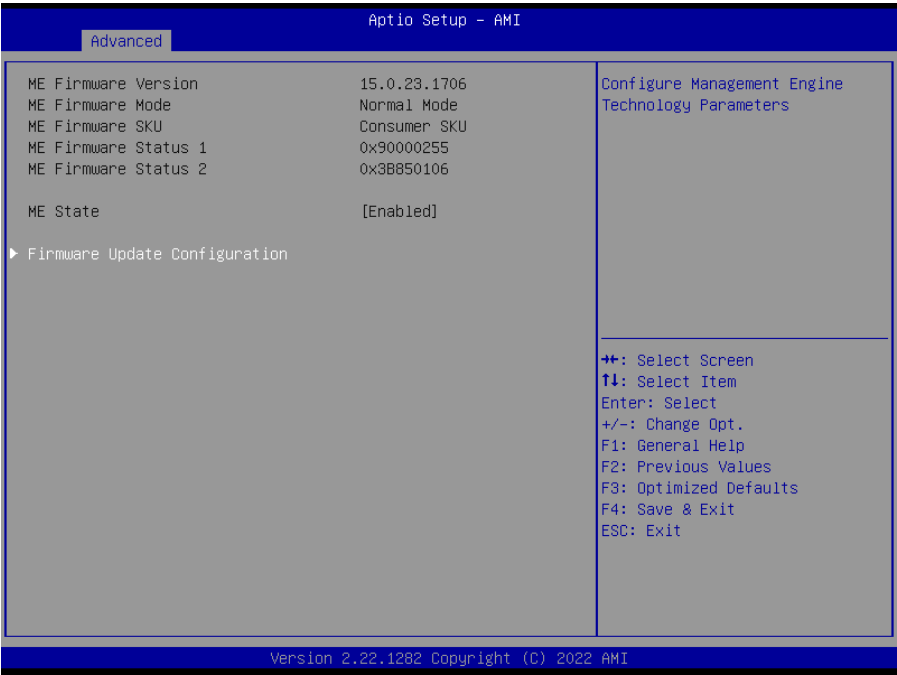 Aptio Setup – AMI
Advanced
ME Firmware Version 15.0.23.1706
ME Firmware Mode Normal Mode
ME Firmware SKU Consumer SKU
ME Firmware Status 1 0x90000255
ME Firmware Status 2 0x3B850106
ME State [Enabled]
▶ Firmware Update Configuration
Configure Management Engine
Technology Parameters
→←: Select Screen
↑↓: Select Item
Enter: Select
+/-: Change Opt.
F1: General Help
F2: Previous Values
F3: Optimized Defaults
F4: Save & Exit
ESC: Exit
Version 2.22.1282 Copyright (C) 2022 AMI